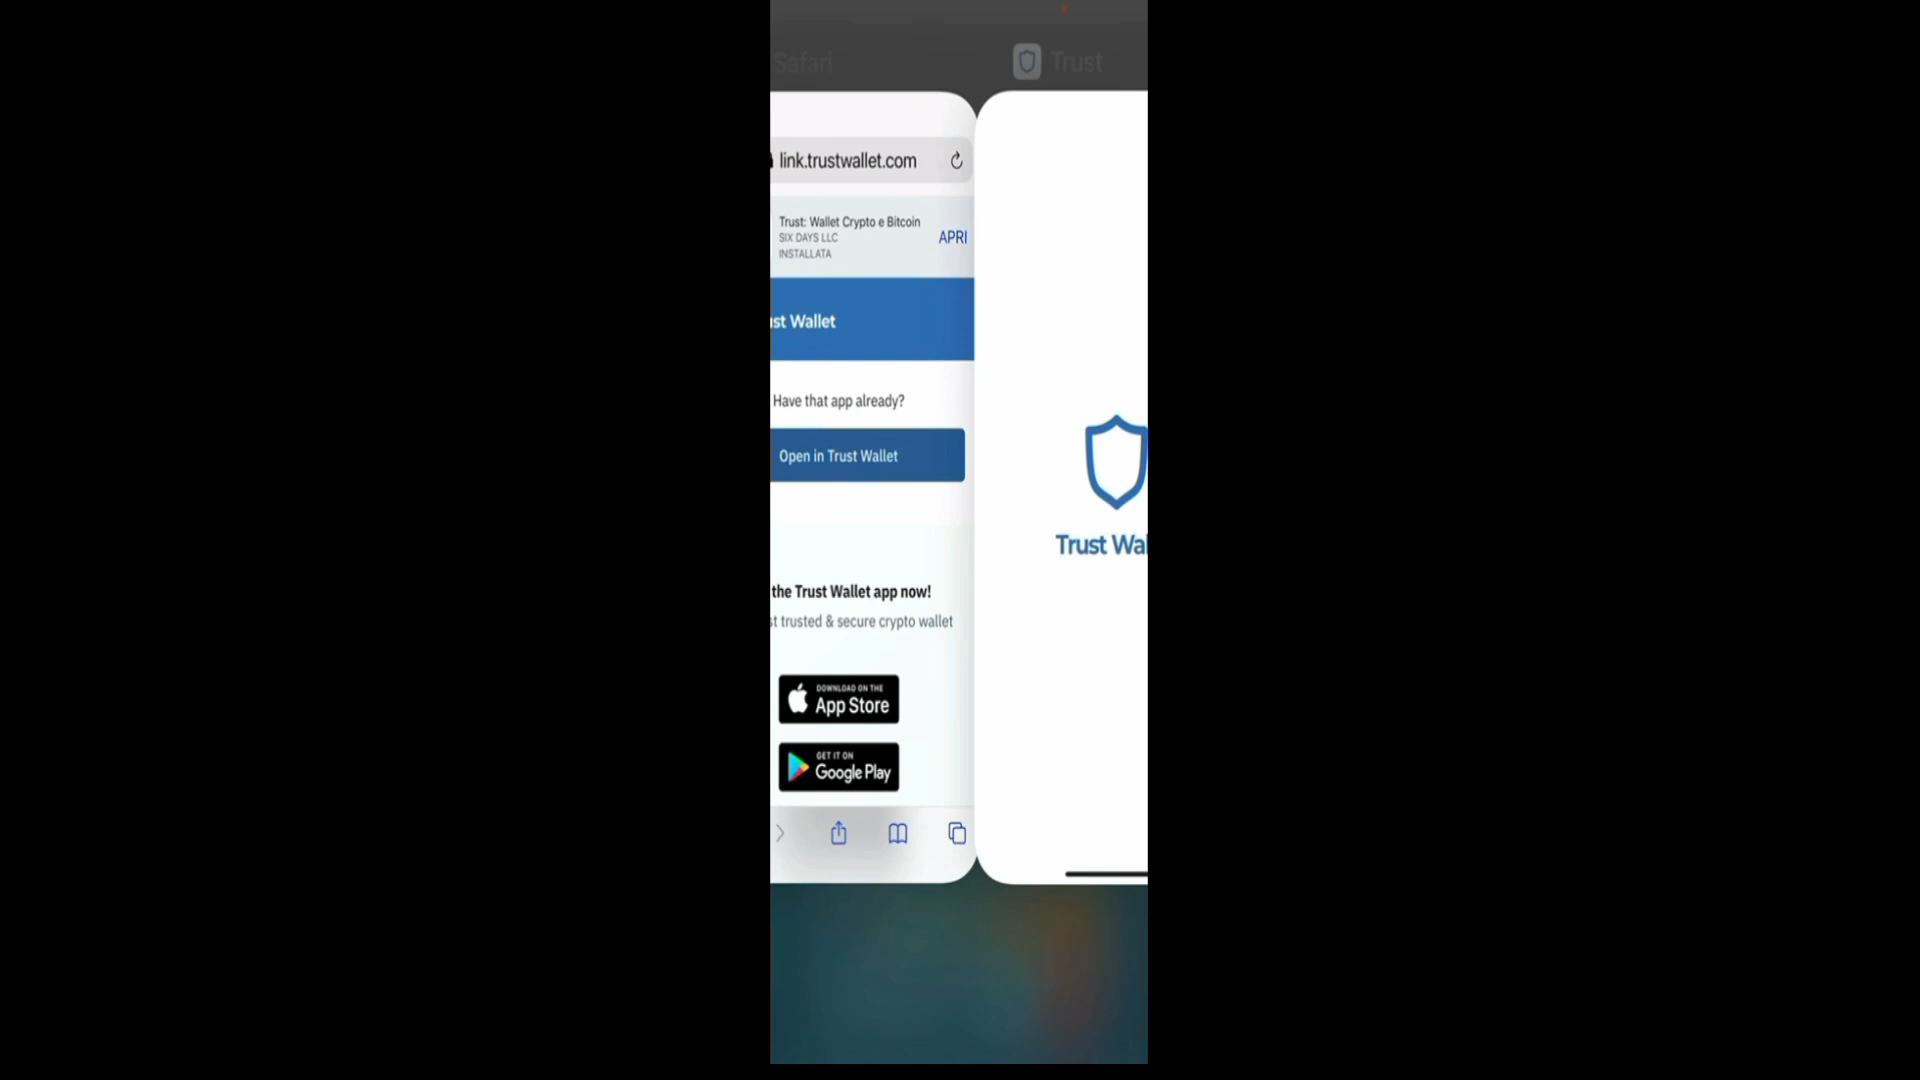 Safari
Trust
link.trustwallet.com
Trust: Wallet Crypto e Bitcoin
SIX DAYS LLC
INSTALLATA
APRI
ust Wallet
Have that app already?
Open in Trust Wallet
the Trust Wallet app now!
st trusted & secure crypto wallet
DOWNLOAD ON THE
App Store
GET IT ON
Google Play
Trust Wal